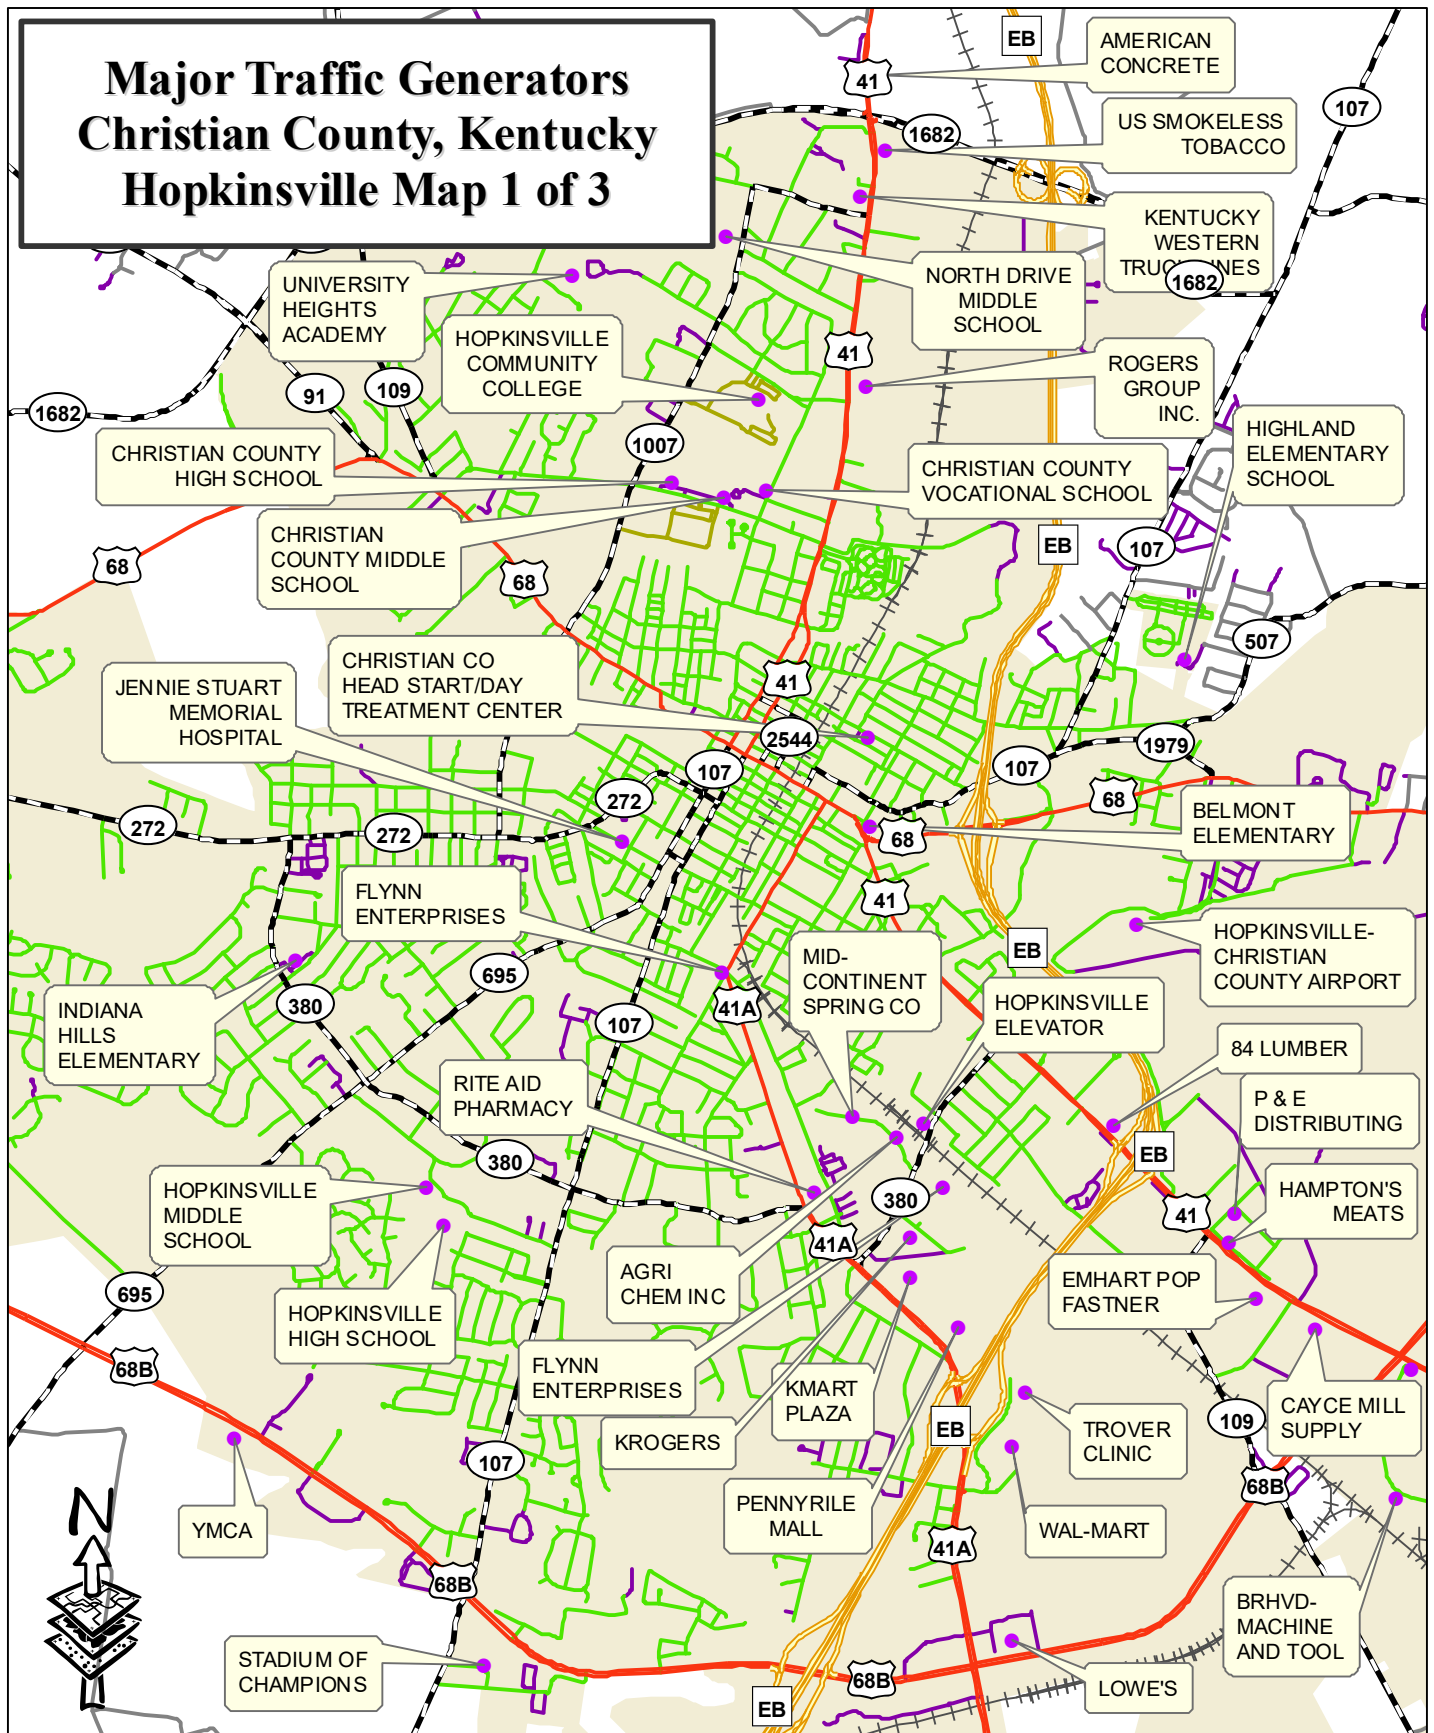 Major Traffic Generators
Christian County, Kentucky
Hopkinsville Map 1 of 3
EB
AMERICAN
CONCRETE
41
107
US SMOKELESS
TOBACCO
1682
KENTUCKY
WESTERN
TRUCK LINES
1682
NORTH DRIVE
MIDDLE
SCHOOL
UNIVERSITY
HEIGHTS
ACADEMY
HOPKINSVILLE
COMMUNITY
COLLEGE
41
ROGERS
GROUP
INC.
91
109
1682
HIGHLAND
ELEMENTARY
SCHOOL
1007
CHRISTIAN COUNTY
HIGH SCHOOL
CHRISTIAN COUNTY
VOCATIONAL SCHOOL
CHRISTIAN
COUNTY MIDDLE
SCHOOL
68
68
EB
107
507
CHRISTIAN CO
HEAD START/DAY
TREATMENT CENTER
JENNIE STUART
MEMORIAL
HOSPITAL
41
2544
1979
107
107
272
68
272
272
68
BELMONT
ELEMENTARY
FLYNN
ENTERPRISES
41
HOPKINSVILLE-
CHRISTIAN
COUNTY AIRPORT
MID-
CONTINENT
SPRING CO
EB
695
INDIANA
HILLS
ELEMENTARY
380
41A
107
HOPKINSVILLE
ELEVATOR
84 LUMBER
RITE AID
PHARMACY
P & E
DISTRIBUTING
EB
380
HOPKINSVILLE
MIDDLE
SCHOOL
380
HAMPTON'S
MEATS
41
41A
AGRI
CHEM INC
EMHART POP
FASTNER
695
HOPKINSVILLE
HIGH SCHOOL
68B
FLYNN
ENTERPRISES
KMART
PLAZA
KROGERS
EB
TROVER
CLINIC
109
CAYCE MILL
SUPPLY
107
68B
YMCA
PENNYRILE
MALL
WAL-MART
41A
N
68B
BRHVD-
MACHINE
AND TOOL
STADIUM OF
CHAMPIONS
68B
LOWE'S
EB